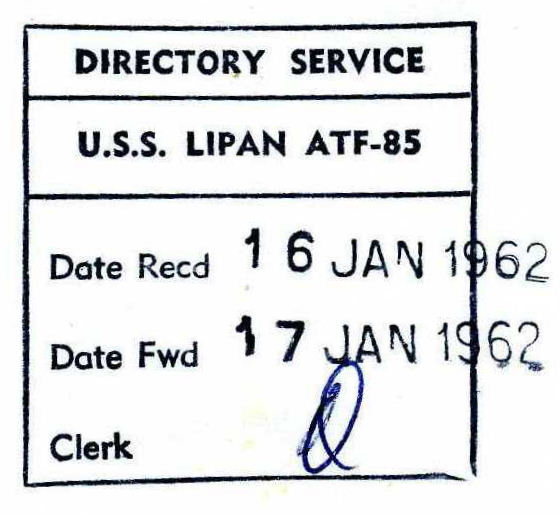 DIRECTORY SERVICE
U.S.S. LIPAN ATF-85
Date Recd 16 JAN 1962
Date Fwd 17 JAN 1962
Clerk